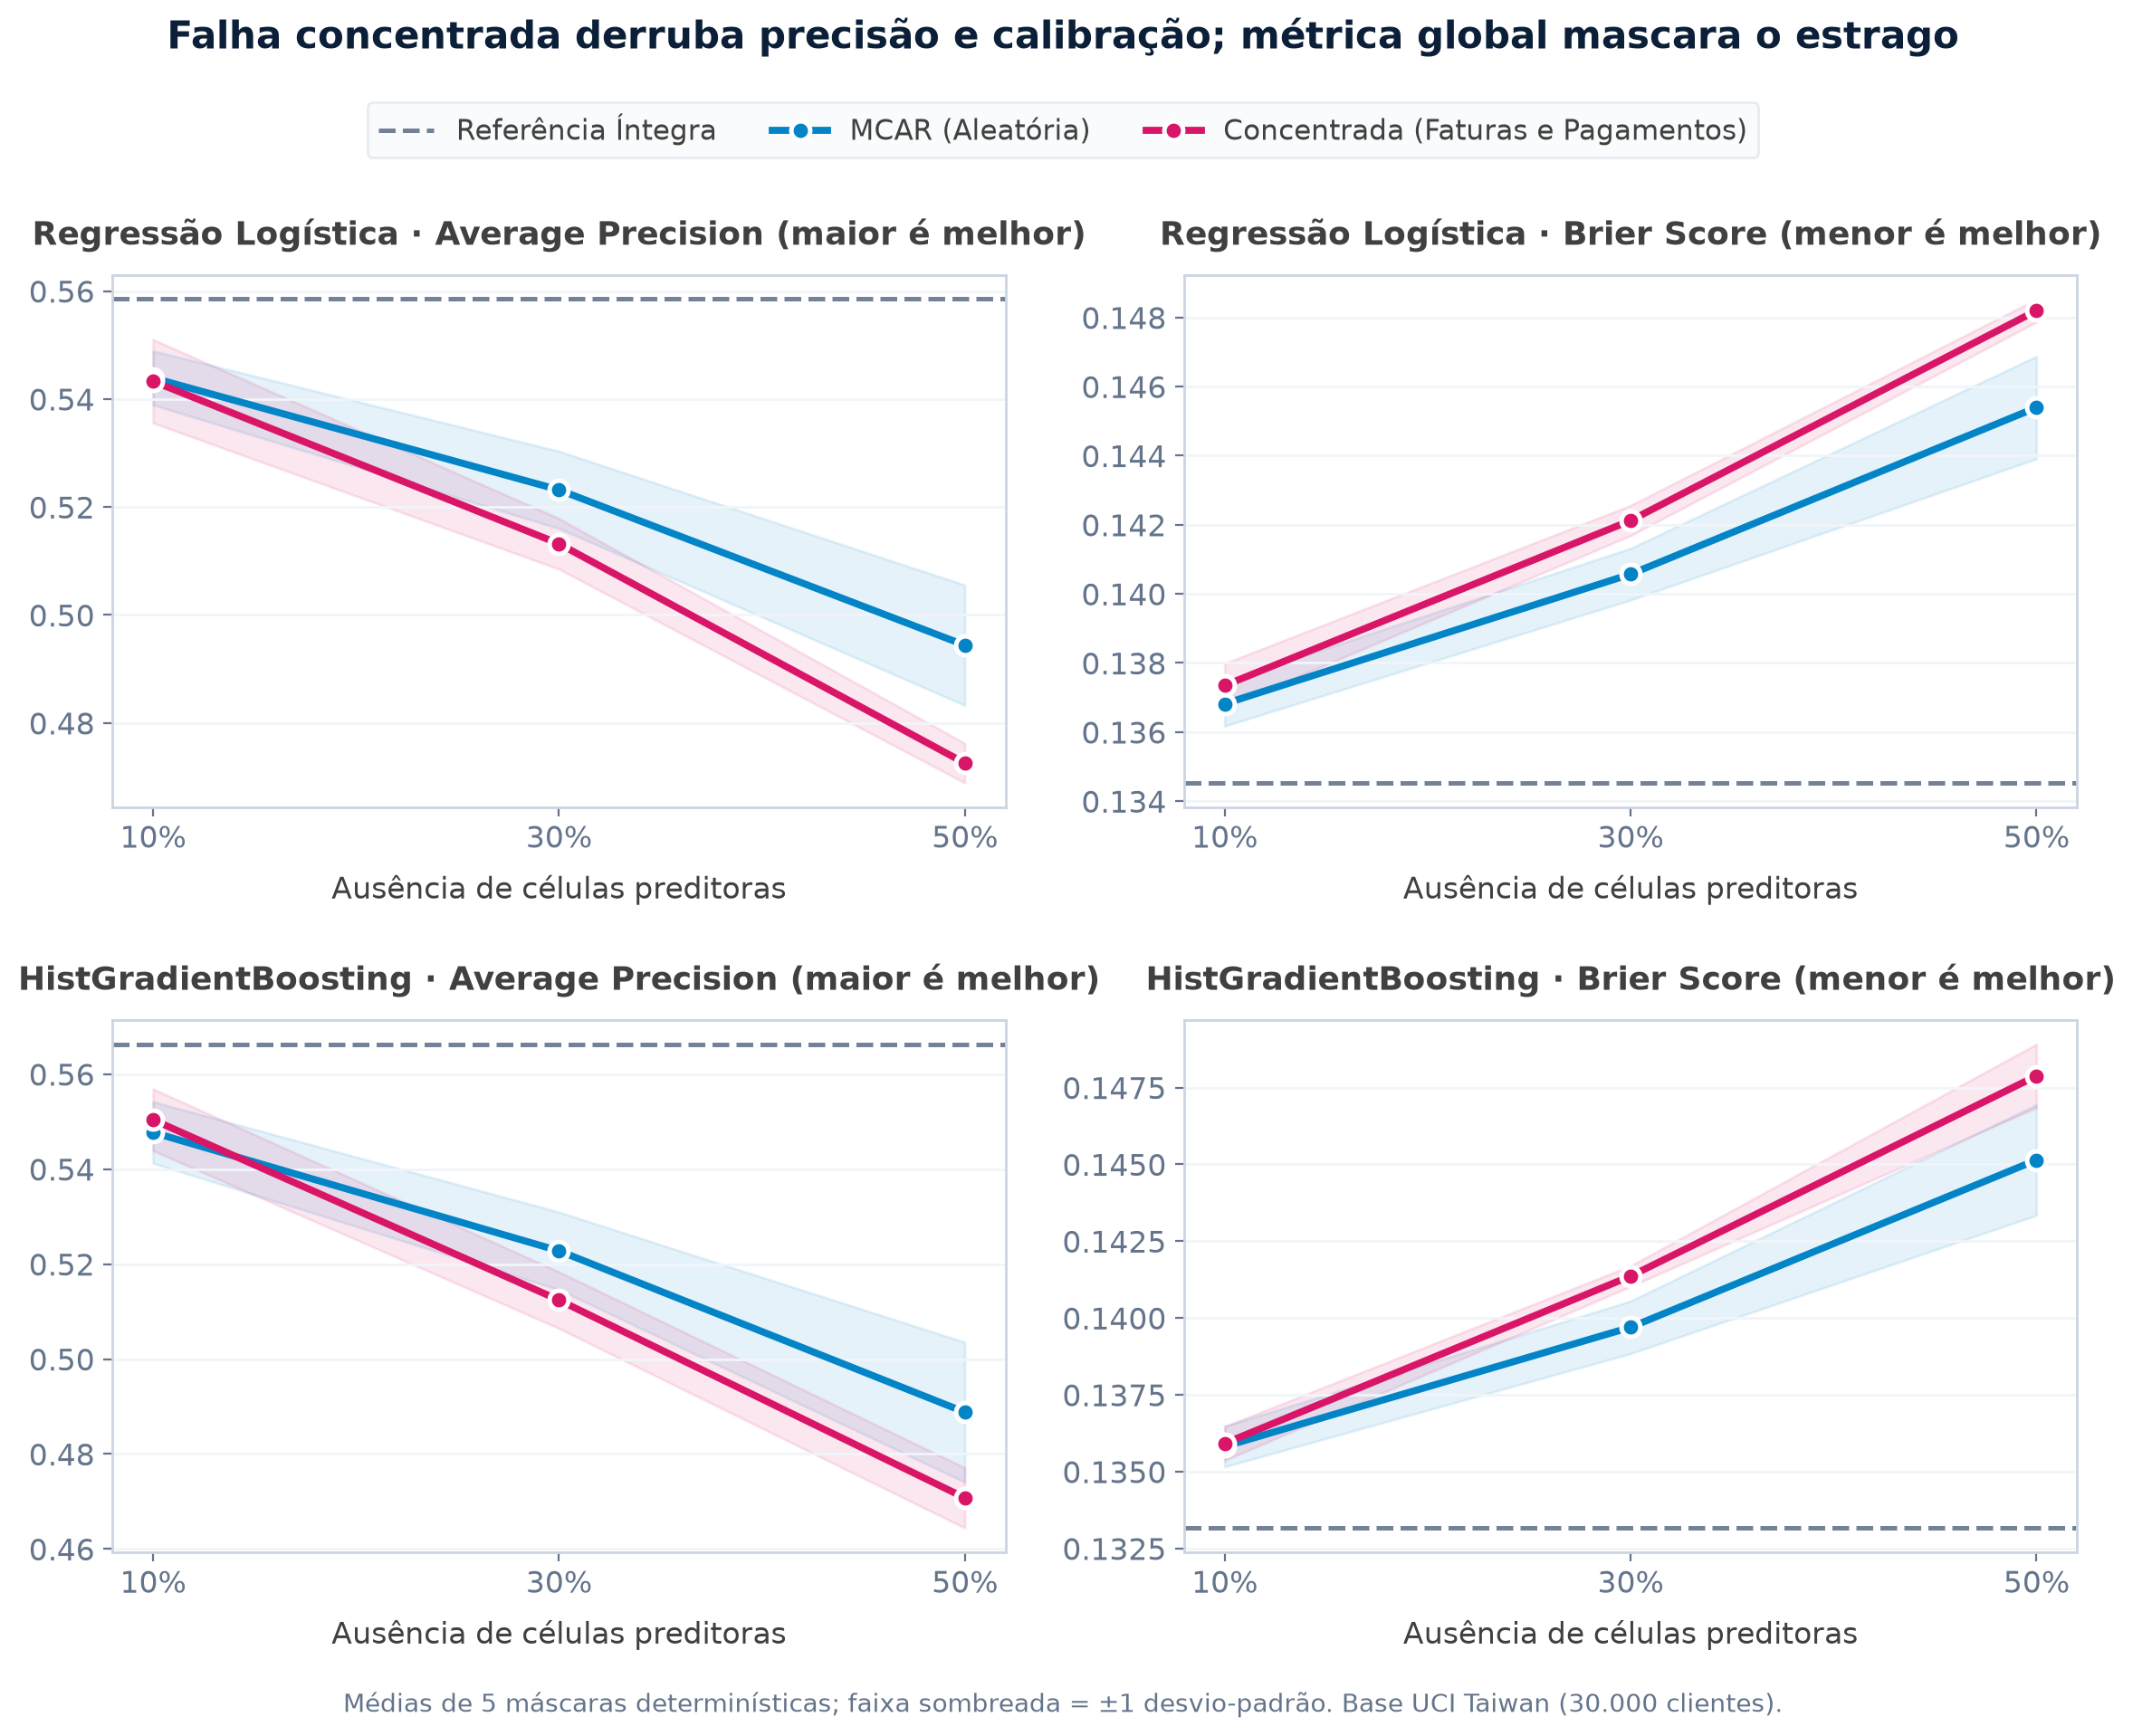 Falha concentrada derruba precisão e calibração; métrica global mascara o estrago
Referência Íntegra
MCAR (Aleatória)
Concentrada (Faturas e Pagamentos)
Regressão Logística · Average Precision (maior é melhor)
0.56
0.54
0.52
0.50
0.48
10%
30%
50%
Ausência de células preditoras
Regressão Logística · Brier Score (menor é melhor)
0.148
0.146
0.144
0.142
0.140
0.138
0.136
0.134
10%
30%
50%
Ausência de células preditoras
HistGradientBoosting · Average Precision (maior é melhor)
0.56
0.54
0.52
0.50
0.48
0.46
10%
30%
50%
Ausência de células preditoras
HistGradientBoosting · Brier Score (menor é melhor)
0.1475
0.1450
0.1425
0.1400
0.1375
0.1350
0.1325
10%
30%
50%
Ausência de células preditoras
Médias de 5 máscaras determinísticas; faixa sombreada = ±1 desvio-padrão. Base UCI Taiwan (30.000 clientes).